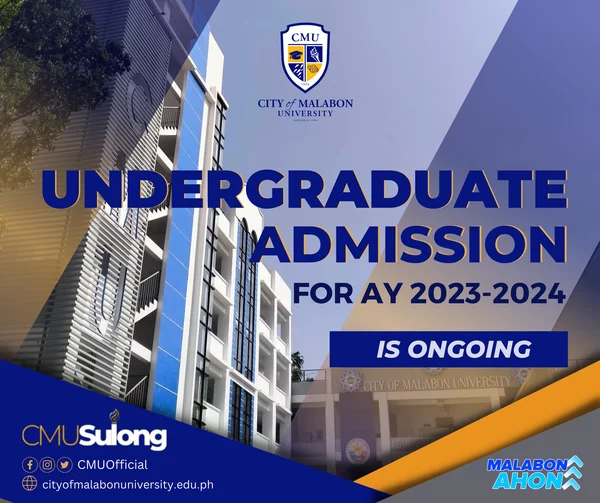 CMU
CITY of MALABON
UNIVERSITY
UNDERGRADUATE
ADMISSION
FOR AY 2023-2024
IS ONGOING
CITY OF MALABON UNIVERSITY
CMUSulong
CMUOfficial
cityofmalabonuniversity.edu.ph
MALABON
AHON